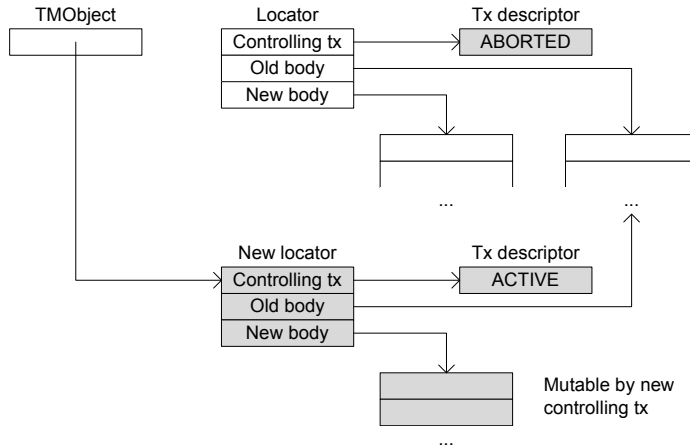 TMObject
Locator
Tx descriptor
Controlling tx
ABORTED
Old body
New body
...
...
New locator
Tx descriptor
Controlling tx
ACTIVE
Old body
New body
Mutable by new
controlling tx
...